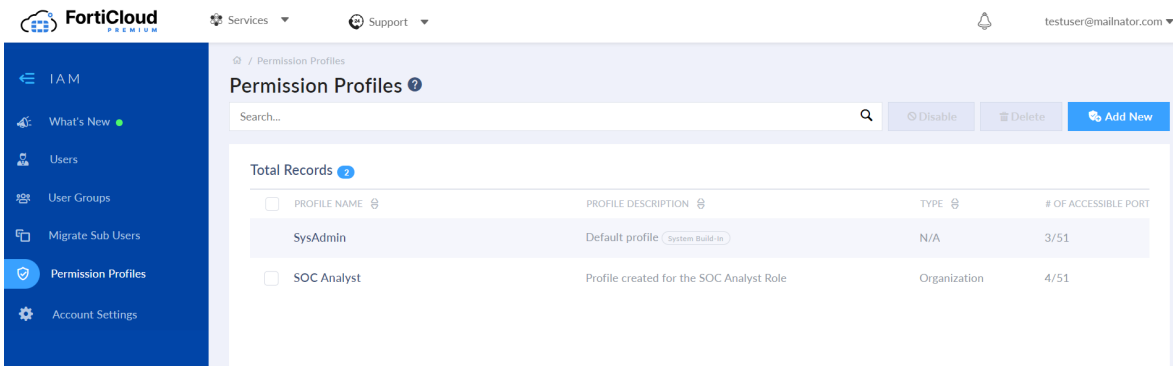 FortiCloud
PREMIUM
Services
24
Support
testuser@mailnator.com
IAM
What's New
Users
User Groups
Migrate Sub Users
Permission Profiles
Account Settings
/ Permission Profiles
Permission Profiles ?
Search...
Disable
Delete
Add New
Total Records 2
PROFILE NAME PROFILE DESCRIPTION TYPE # OF ACCESSIBLE PORT
SysAdmin Default profile System Build-In N/A 3/51
SOC Analyst Profile created for the SOC Analyst Role Organization 4/51